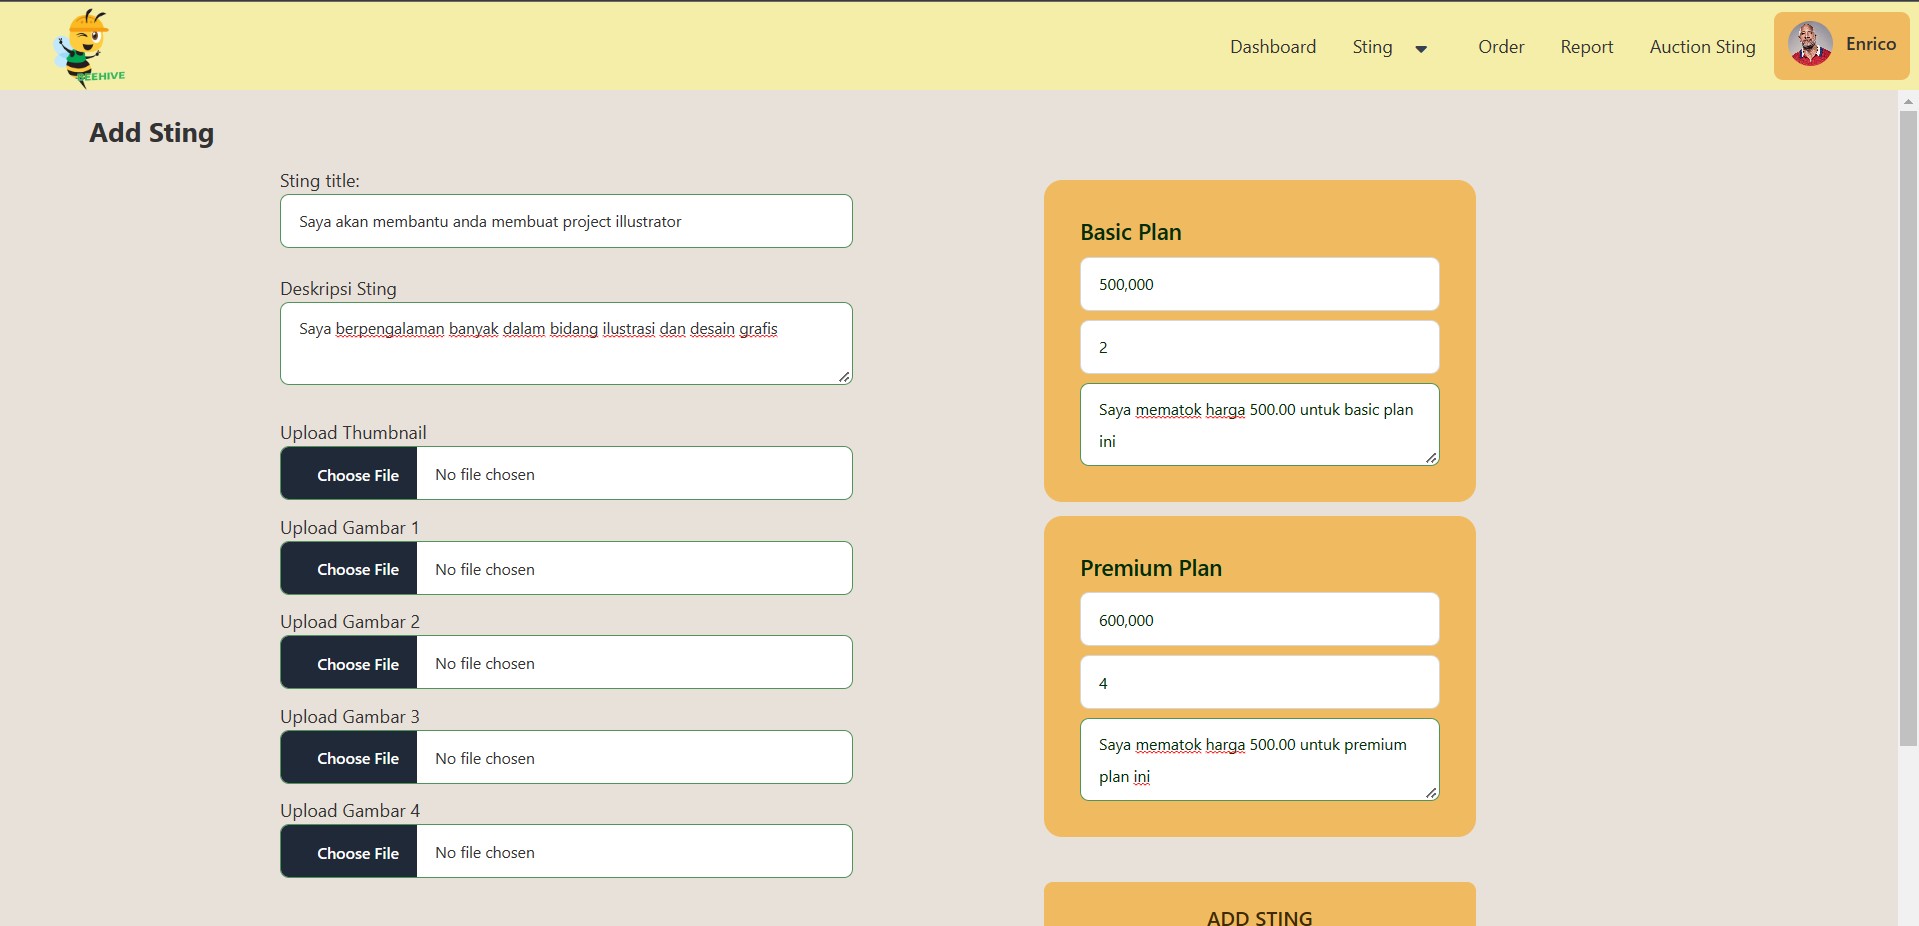 BEEHIVE
Dashboard
Sting
Order
Report
Auction Sting
Enrico
Add Sting
Sting title:
Saya akan membantu anda membuat project illustrator
Deskripsi Sting
Saya berpengalaman banyak dalam bidang ilustrasi dan desain grafis
Upload Thumbnail
Choose File No file chosen
Upload Gambar 1
Choose File No file chosen
Upload Gambar 2
Choose File No file chosen
Upload Gambar 3
Choose File No file chosen
Upload Gambar 4
Choose File No file chosen
Basic Plan
500,000
2
Saya mematok harga 500.00 untuk basic plan
ini
Premium Plan
600,000
4
Saya mematok harga 500.00 untuk premium
plan ini
ADD STING